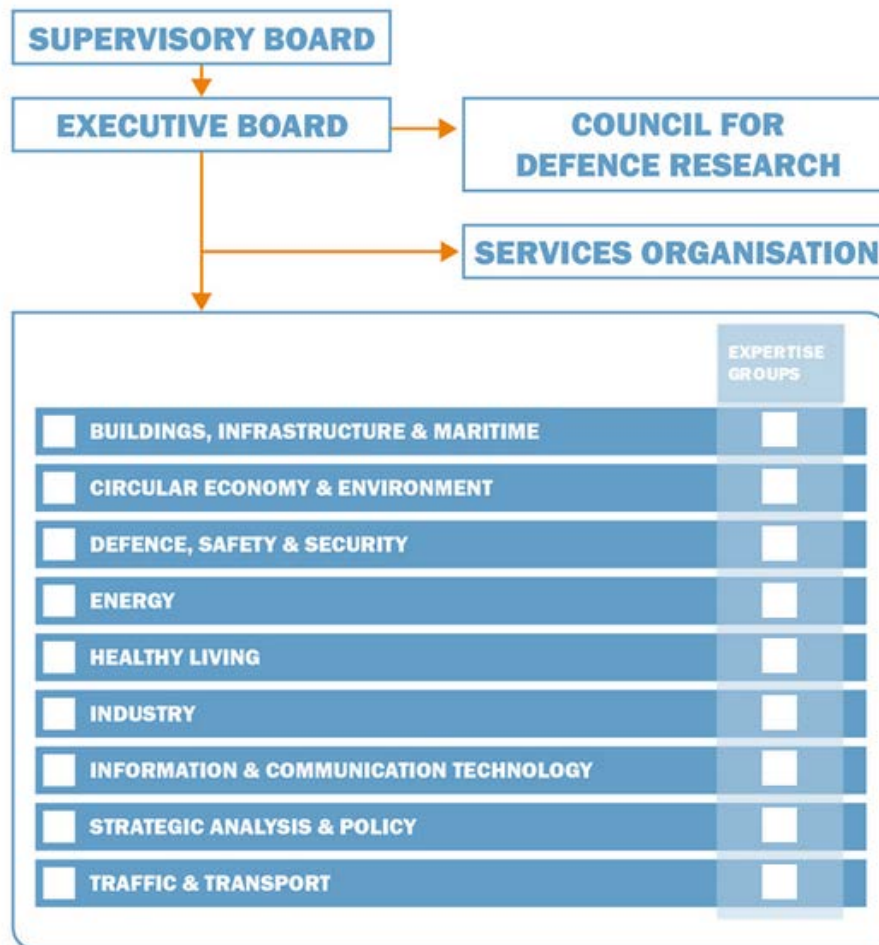 SUPERVISORY BOARD
EXECUTIVE BOARD
COUNCIL FOR
DEFENCE RESEARCH
SERVICES ORGANISATION
EXPERTISE
GROUPS
BUILDINGS, INFRASTRUCTURE & MARITIME
CIRCULAR ECONOMY & ENVIRONMENT
DEFENCE, SAFETY & SECURITY
ENERGY
HEALTHY LIVING
INDUSTRY
INFORMATION & COMMUNICATION TECHNOLOGY
STRATEGIC ANALYSIS & POLICY
TRAFFIC & TRANSPORT